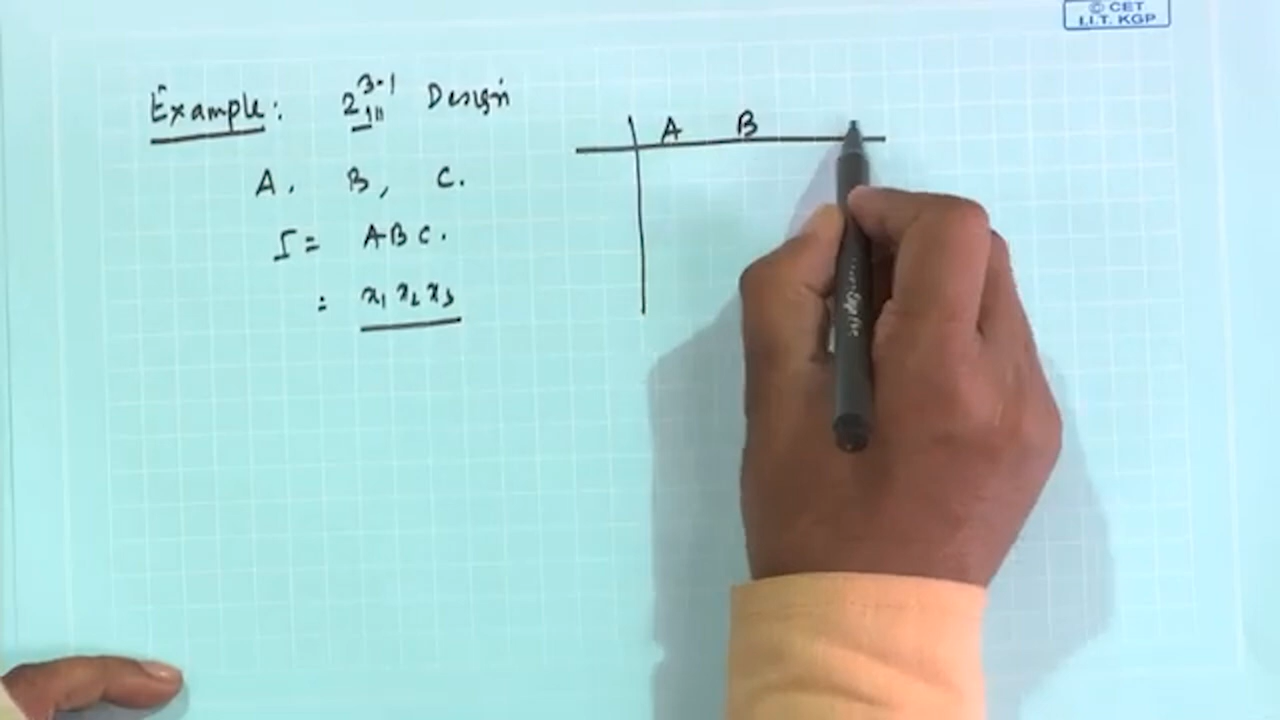 © CET
I.I.T. KGP
Example: 2^{3-1}_{III} Design
A, B, C.
I = ABC.
= x₁ x₂ x₃
A B